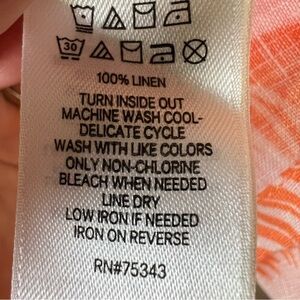 30
100% LINEN
TURN INSIDE OUT
MACHINE WASH COOL-
DELICATE CYCLE
WASH WITH LIKE COLORS
ONLY NON-CHLORINE
BLEACH WHEN NEEDED
LINE DRY
LOW IRON IF NEEDED
IRON ON REVERSE
RN#75343